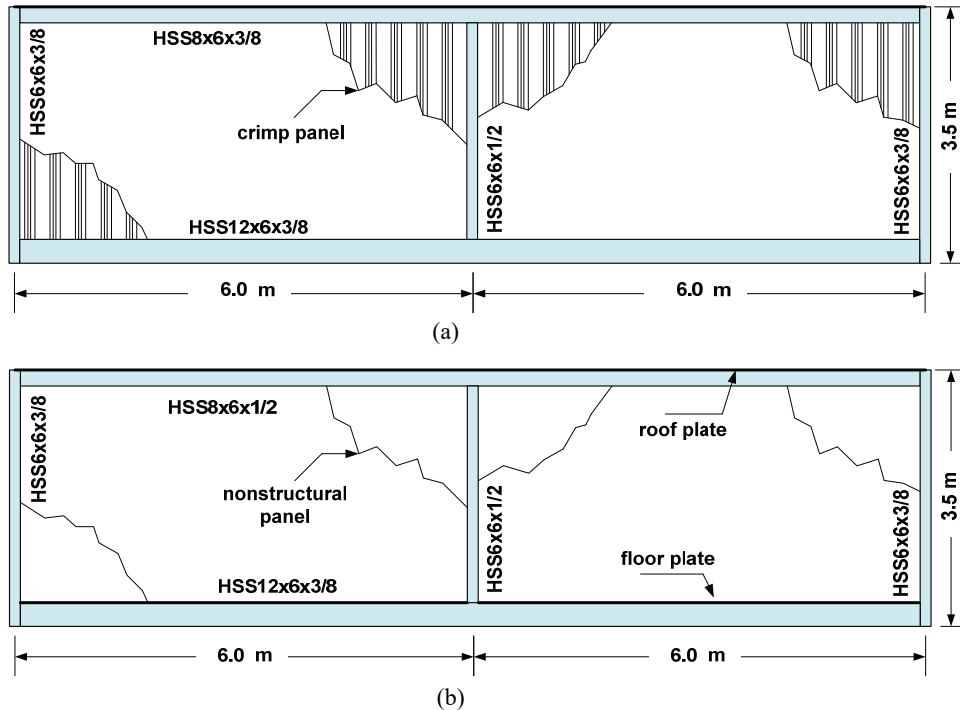 HSS8x6x3/8
HSS6x6x3/8
crimp panel
HSS6x6x1/2
HSS6x6x3/8
3.5 m
HSS12x6x3/8
6.0 m
6.0 m
(a)
HSS6x6x3/8
HSS8x6x1/2
roof plate
nonstructural
panel
HSS6x6x1/2
HSS6x6x3/8
3.5 m
floor plate
HSS12x6x3/8
6.0 m
6.0 m
(b)